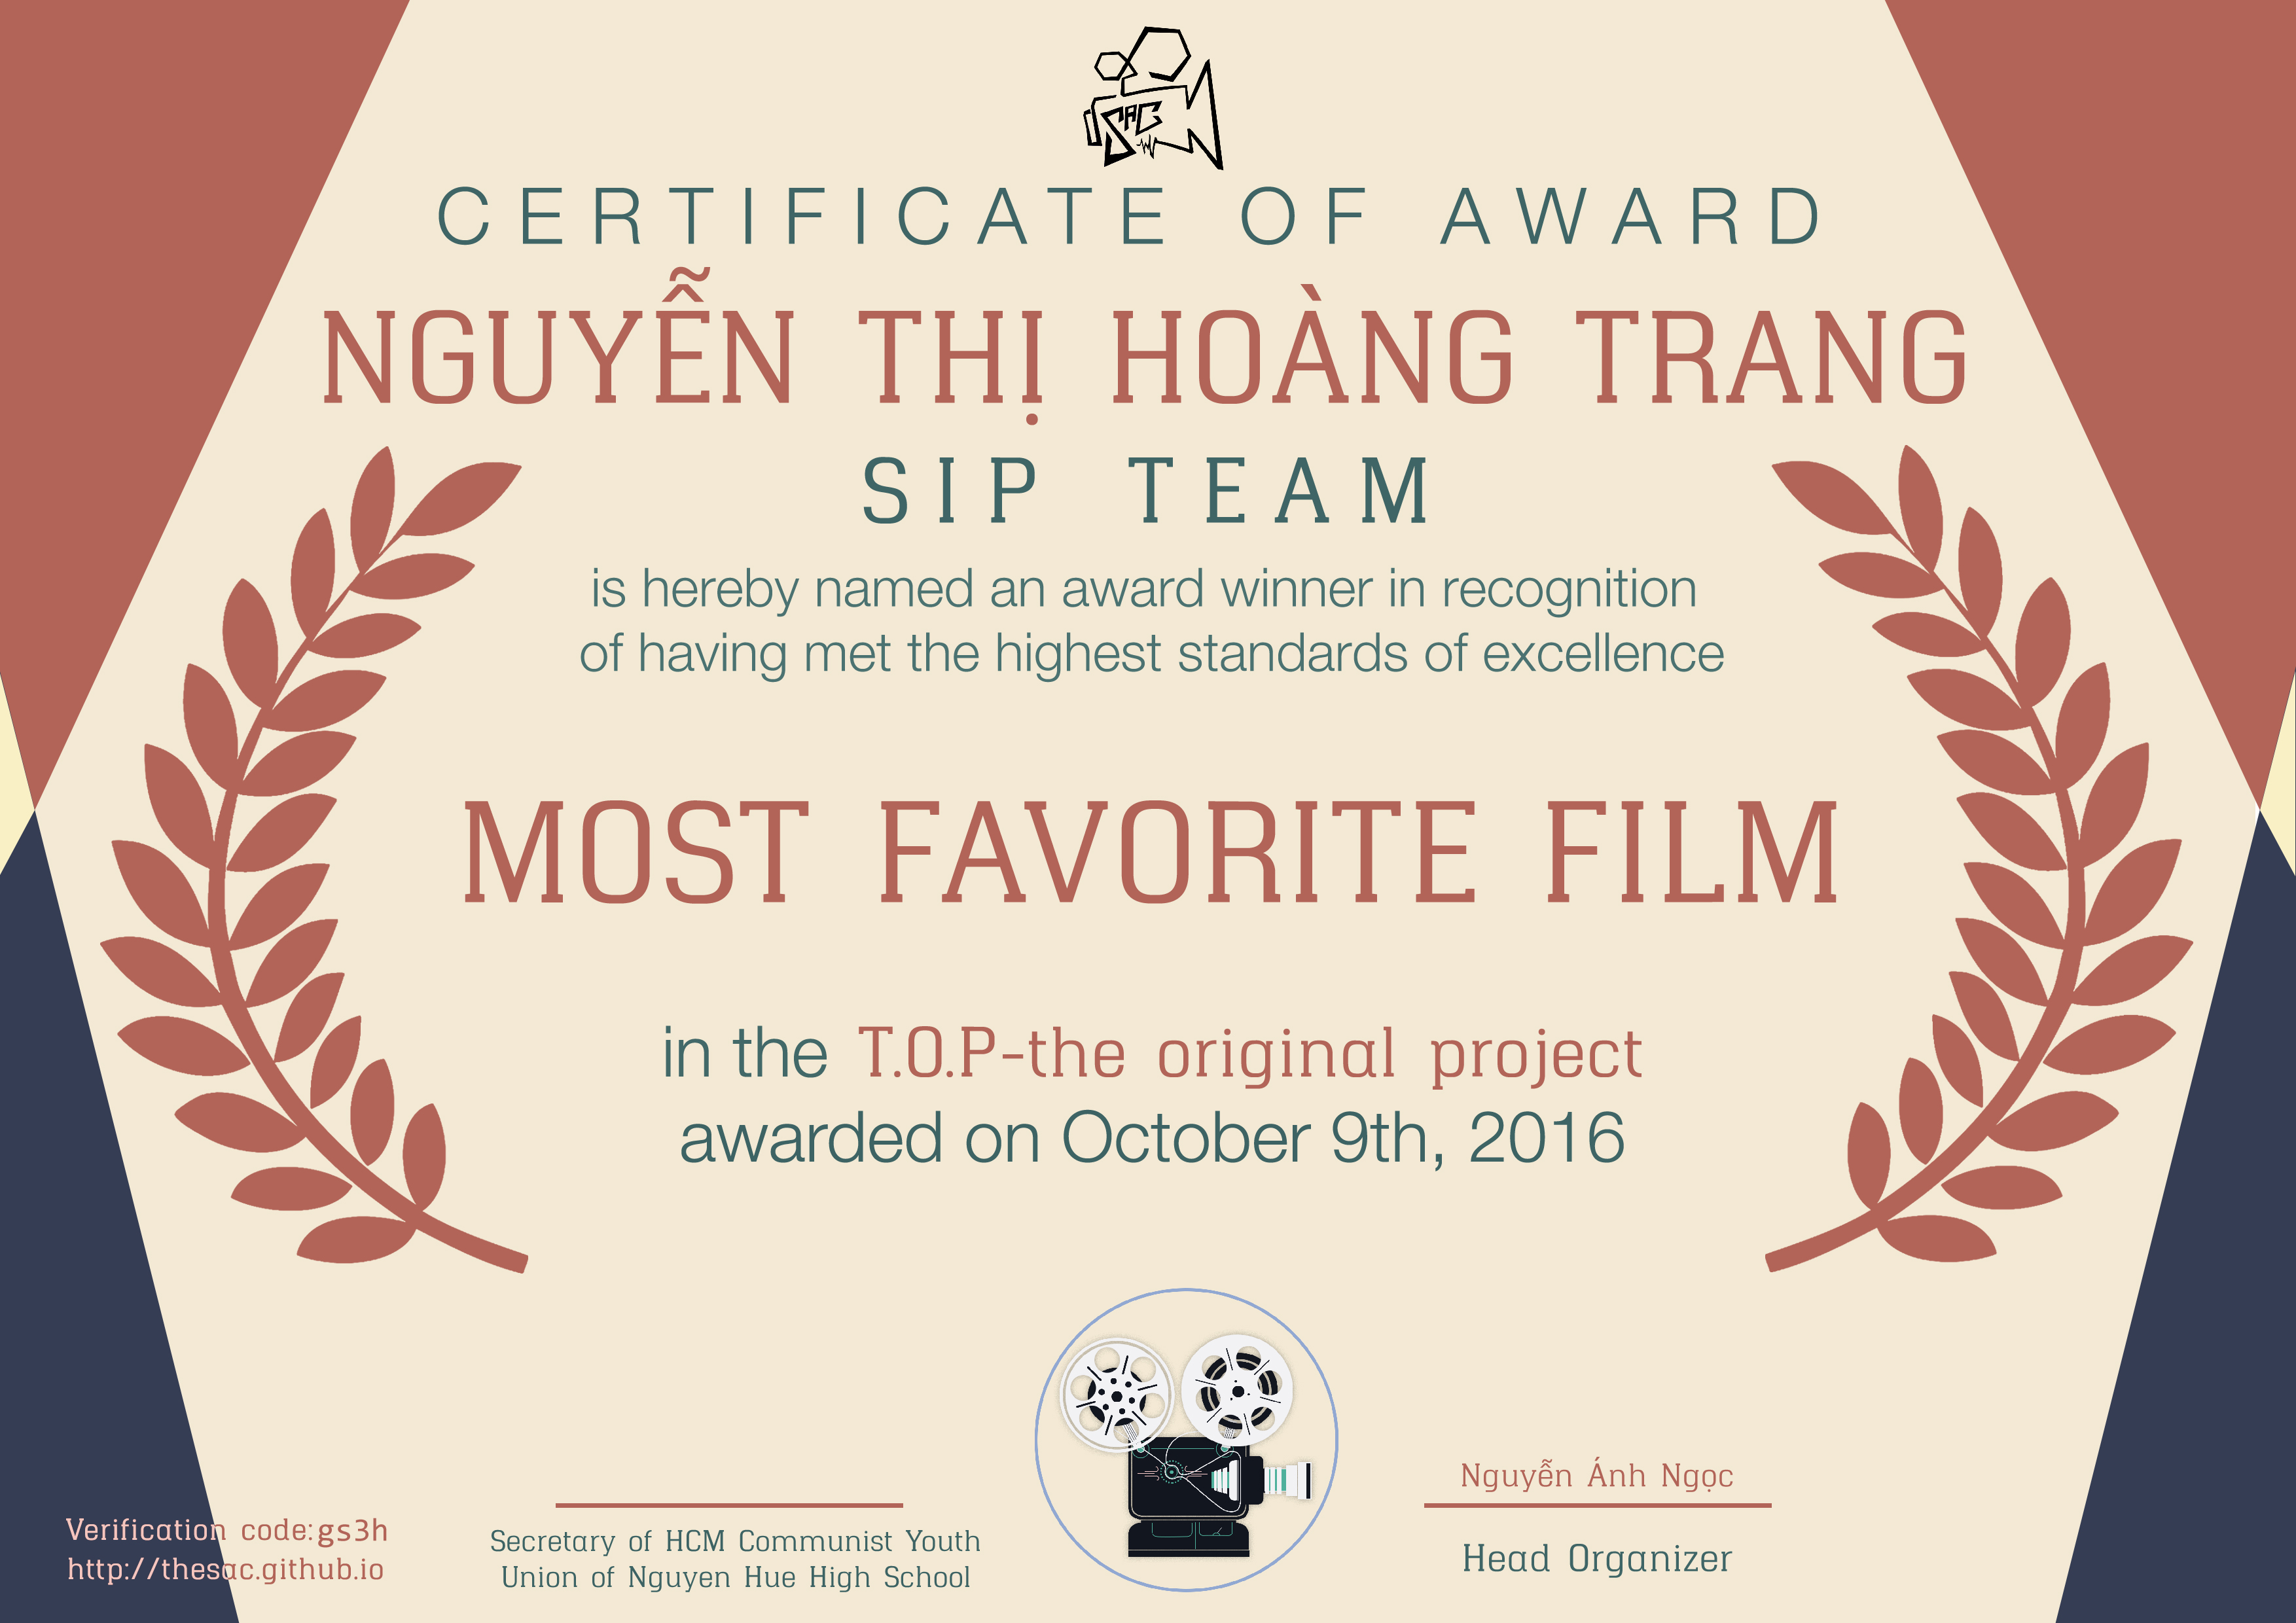 SAC
CERTIFICATE OF AWARD
NGUYỄN THỊ HOÀNG TRANG
SIP TEAM
is hereby named an award winner in recognition
of having met the highest standards of excellence
MOST FAVORITE FILM
in the T.O.P-the original project
awarded on October 9th, 2016
Nguyễn Ánh Ngọc
Verification code:gs3h
http://thesac.github.io
Secretary of HCM Communist Youth
Union of Nguyen Hue High School
Head Organizer